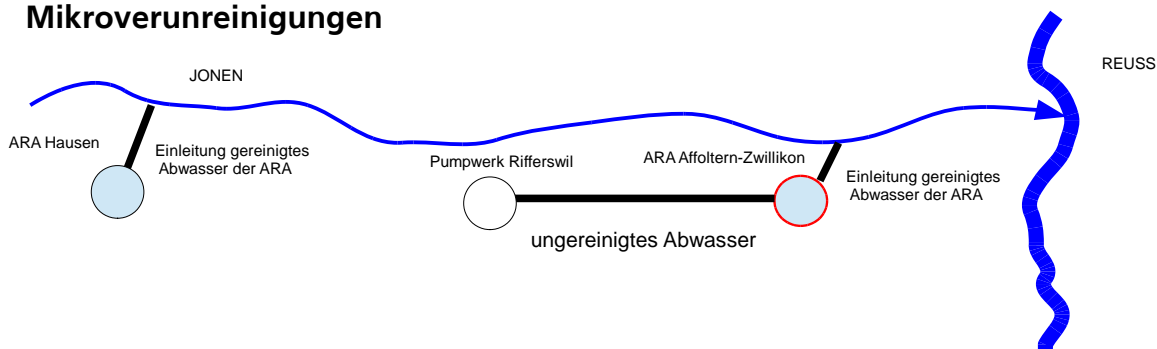 Mikroverunreinigungen
JONEN
REUSS
ARA Hausen
Einleitung gereinigtes
Abwasser der ARA
Pumpwerk Rifferswil
ARA Affoltern-Zwillikon
Einleitung gereinigtes
Abwasser der ARA
ungereinigtes Abwasser